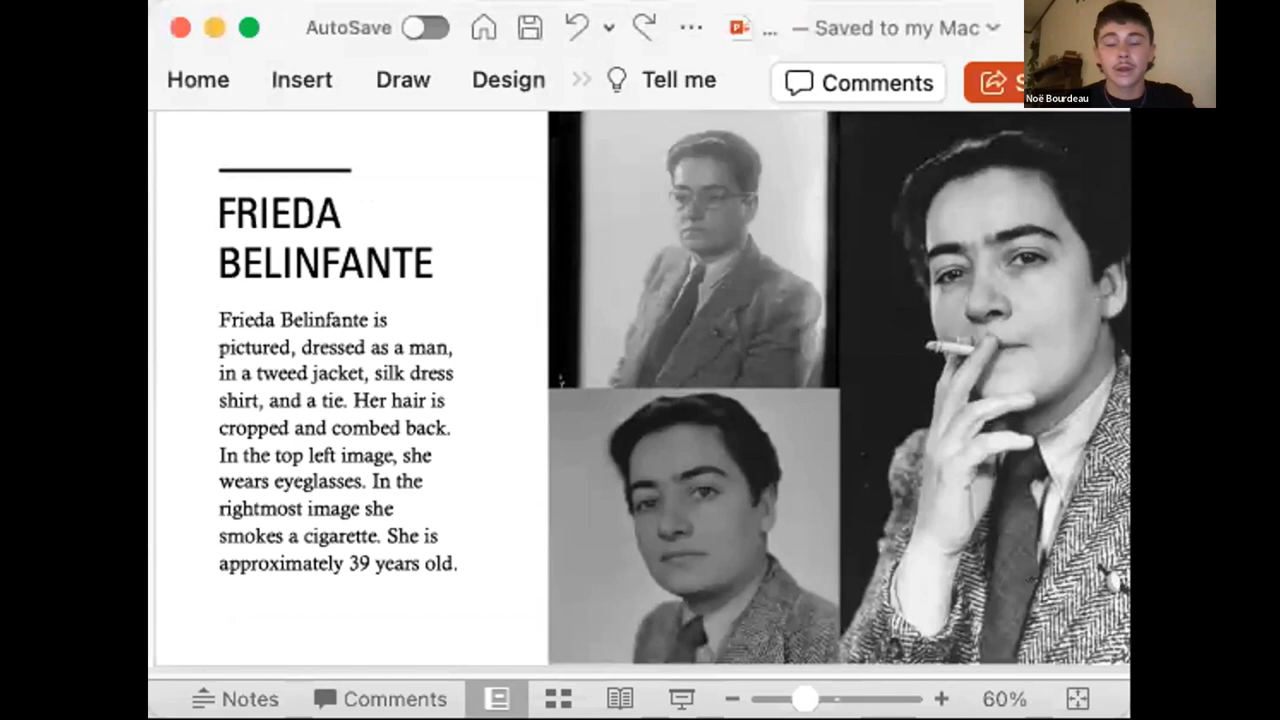 AutoSave
... — Saved to my Mac
Home Insert Draw Design Tell me Comments S
Noë Bourdeau
FRIEDA
BELINFANTE
Frieda Belinfante is
pictured, dressed as a man,
in a tweed jacket, silk dress
shirt, and a tie. Her hair is
cropped and combed back.
In the top left image, she
wears eyeglasses. In the
rightmost image she
smokes a cigarette. She is
approximately 39 years old.
Notes Comments 60%